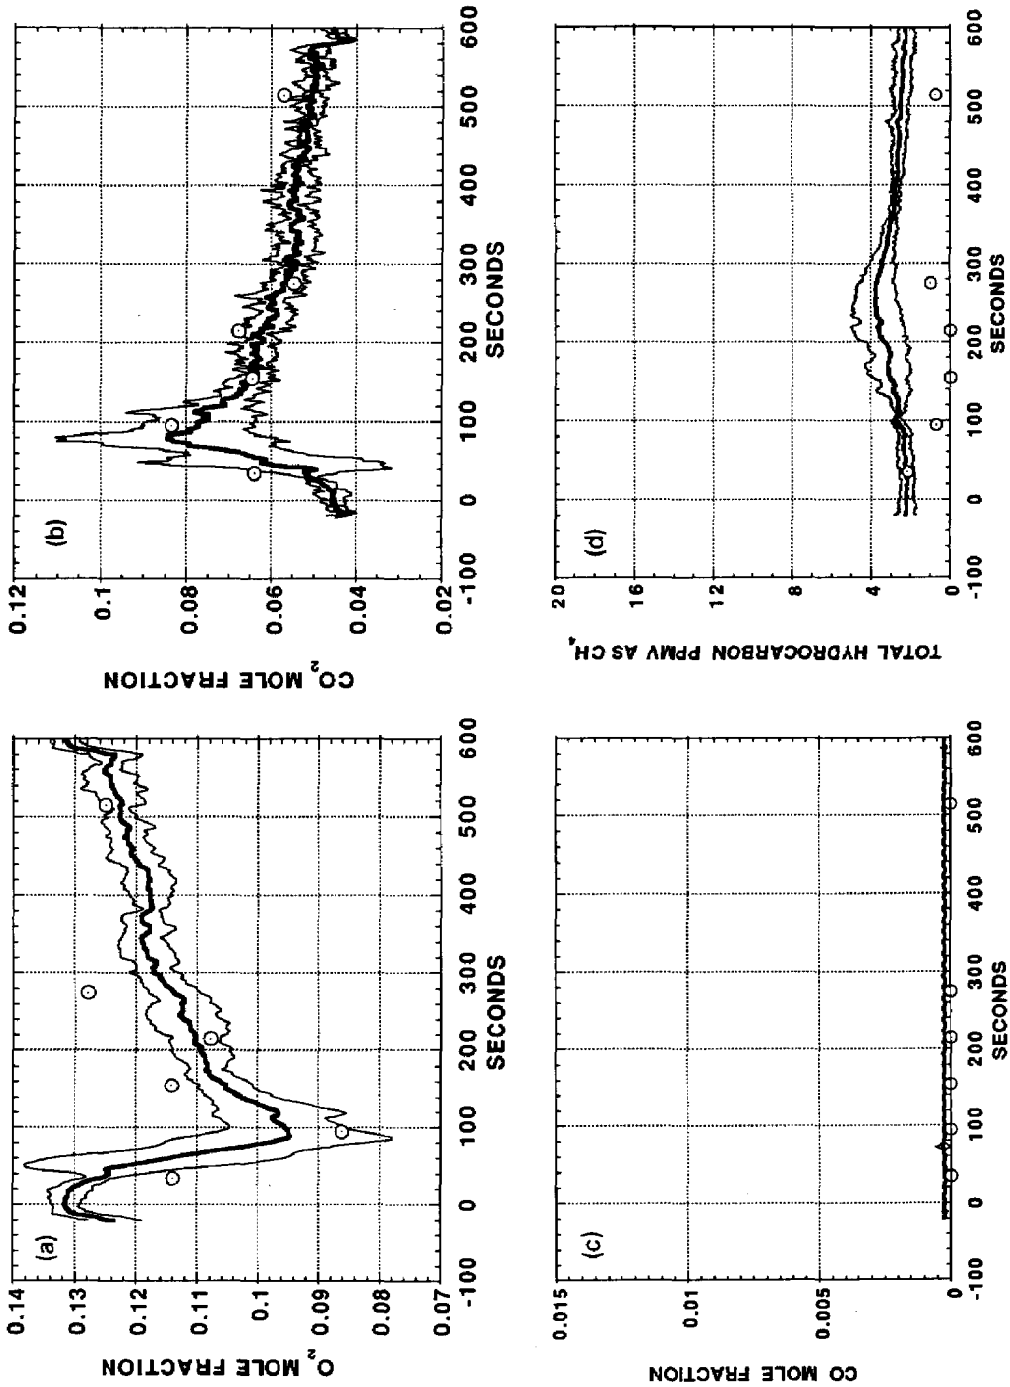 (a)
O2 MOLE FRACTION
0.14
0.13
0.12
0.11
0.1
0.09
0.08
0.07
-100 0 100 200 300 400 500 600
SECONDS
(b)
CO2 MOLE FRACTION
0.12
0.1
0.08
0.06
0.04
0.02
-100 0 100 200 300 400 500 600
SECONDS
(c)
CO MOLE FRACTION
0.015
0.01
0.005
0
-100 0 100 200 300 400 500 600
SECONDS
(d)
TOTAL HYDROCARBON PPMV AS CH4
20
16
12
8
4
0
-100 0 100 200 300 400 500 600
SECONDS